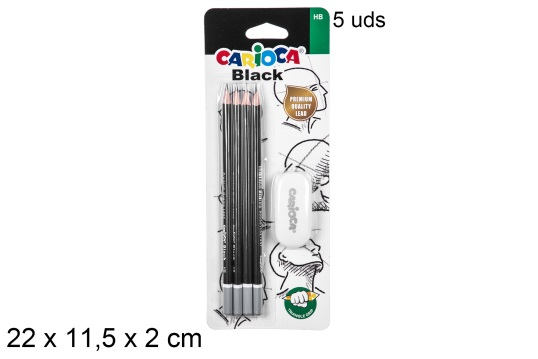 HB
5 uds
CARIOCA
Black
PREMIUM
QUALITY
LEAD
CARIOCA
22 x 11,5 x 2 cm